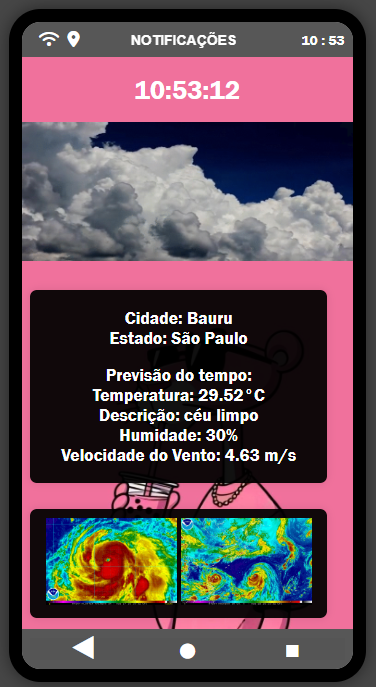 NOTIFICAÇÕES
10 : 53
10:53:12
Cidade: Bauru
Estado: São Paulo
Previsão do tempo:
Temperatura: 29.52°C
Descrição: céu limpo
Humidade: 30%
Velocidade do Vento: 4.63 m/s